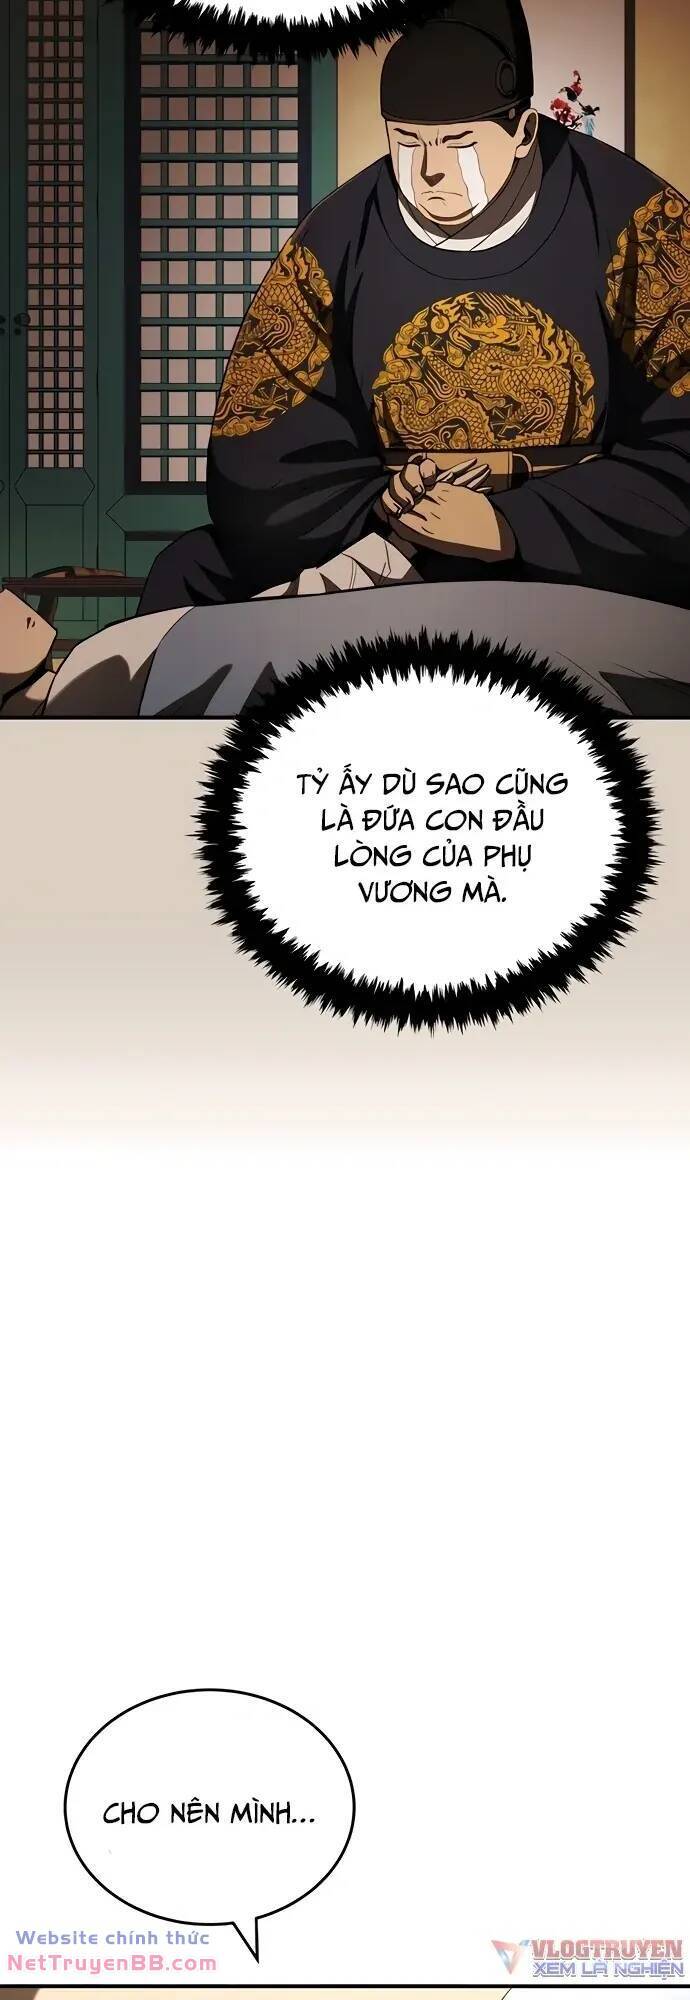 TỶ ẤY DÙ SAO CŨNG
LÀ ĐỨA CON ĐẦU
LÒNG CỦA PHỤ
VƯƠNG MÀ.
CHO NÊN MÌNH...
Website chính thức
NetTruyenBB.com
VLOGTRUYEN
XEM LÀ NGHIỆN